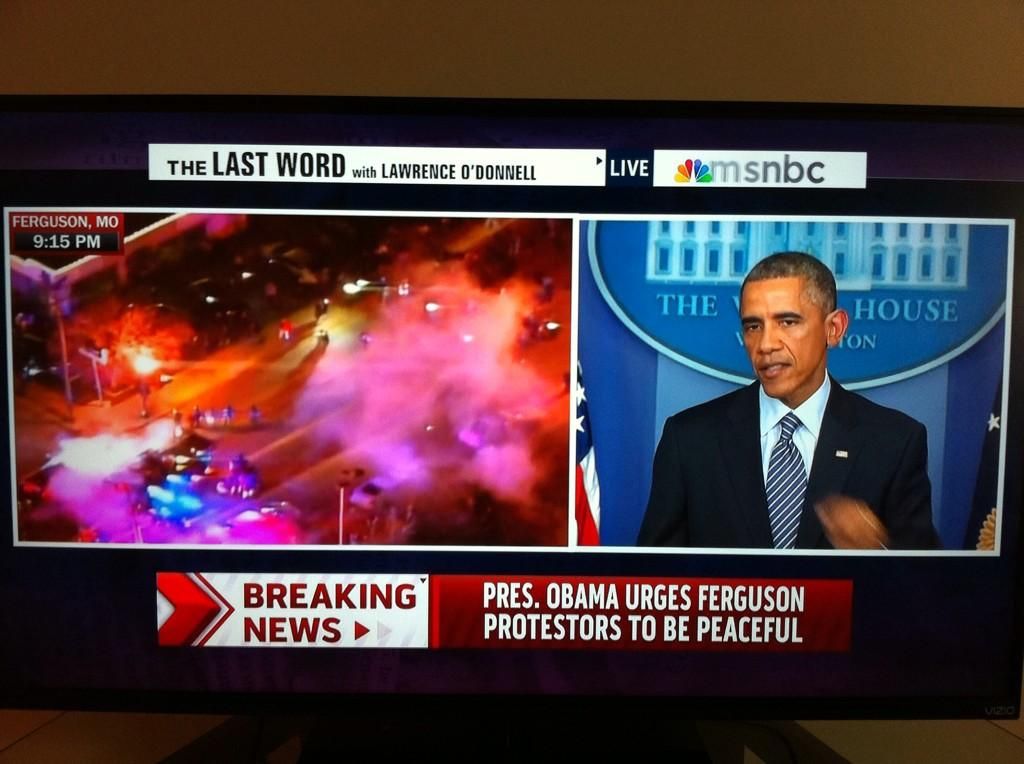 THE LAST WORD with LAWRENCE O'DONNELL LIVE msnbc
FERGUSON, MO
9:15 PM
THE W HOUSE
TON
BREAKING
NEWS
PRES. OBAMA URGES FERGUSON
PROTESTORS TO BE PEACEFUL
VIZIO